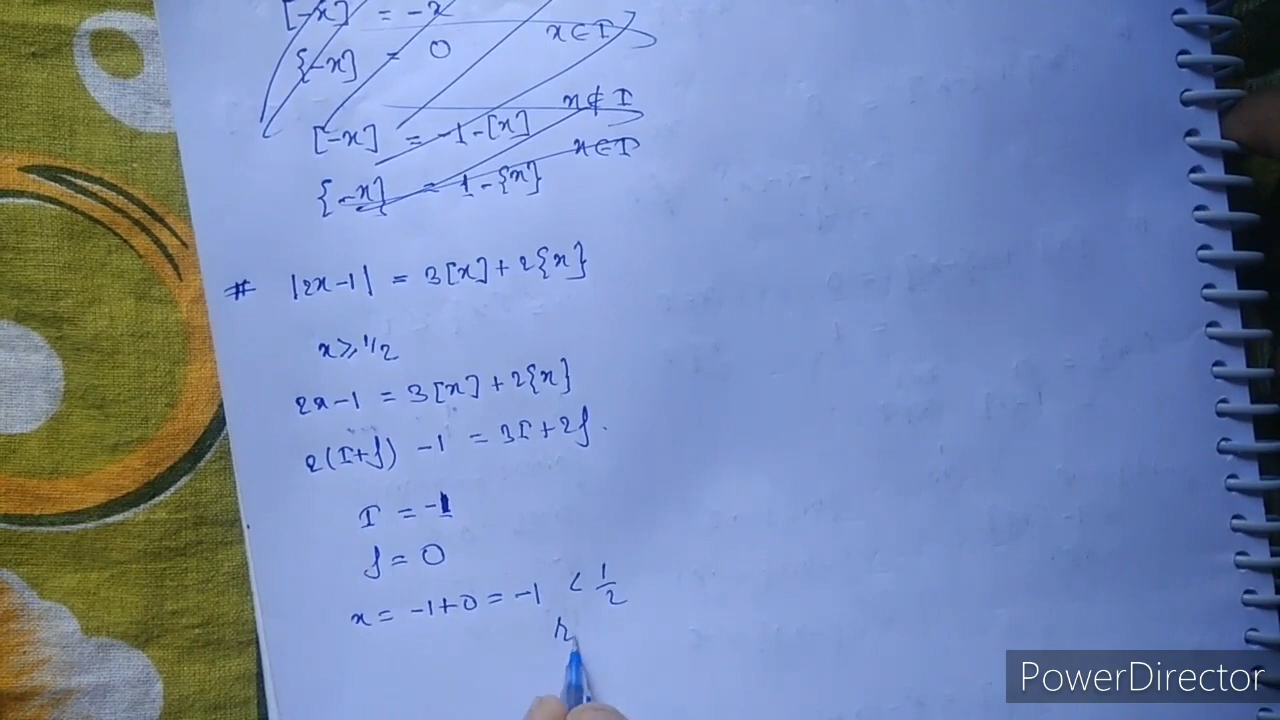 [-x] = -x
x ∈ I
{-x} = 0
x ∉ I
[-x] = -1-[x]
x ∈ I
{-x} = 1-{x}
# |2x-1| = 3[x] + 2{x}
x ⩾ 1/2
2x-1 = 3[x] + 2{x}
2(I+f) -1 = 3I+2f.
I = -1
f = 0
x = -1+0 = -1 < 1/2
PowerDirector